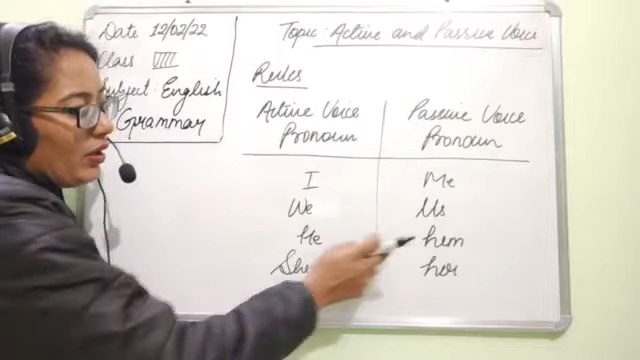 Date 12/02/22
Class VIII
Subject: English
Grammar
Topic: Active and Passive Voice
Rules
Active Voice Pronoun
Passive Voice Pronoun
I Me
We Us
He him
She her